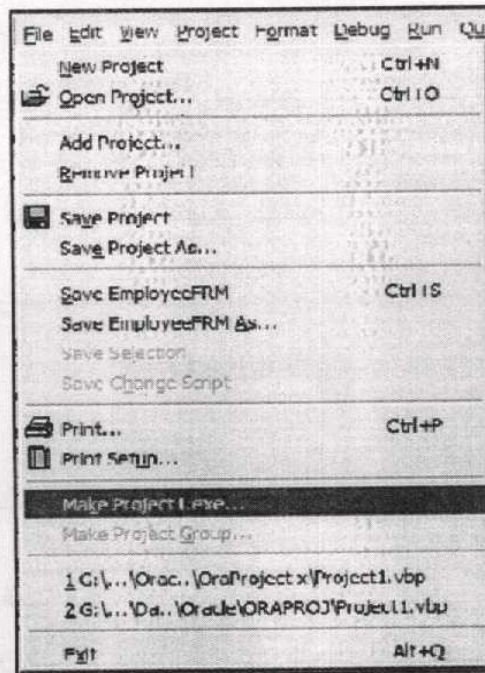 File Edit View Project Format Debug Run Qu
New Project Ctrl+N
Open Project... Ctrl+O
Add Project...
Remove Project
Save Project
Save Project As...
Save EmployeeFRM Ctrl+S
Save EmployeeFRM As...
Save Selection
Save Change Script
Print... Ctrl+P
Print Setup...
Make Project1.exe...
Make Project Group...
1 G:\...\Orac..\OraProject x\Project1.vbp
2 G:\...\Da..\Oracle\ORAPROJ\Project1.vbp
Exit Alt+Q